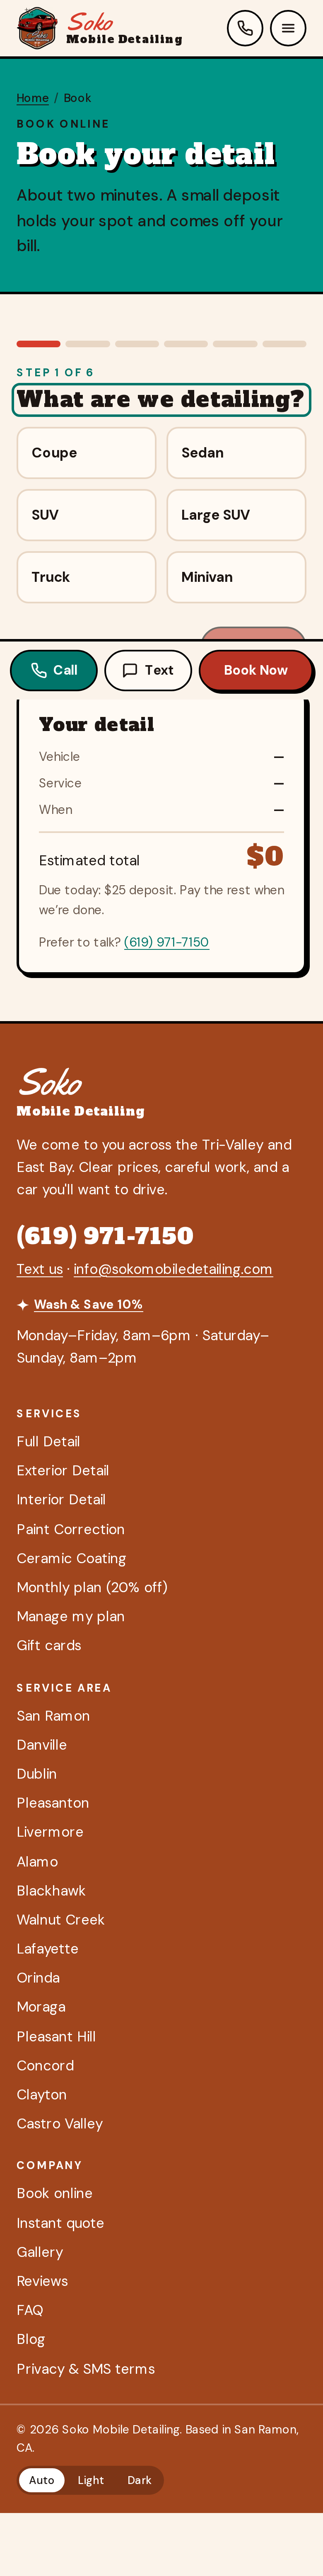 Soko
Mobile Detailing
Home / Book
BOOK ONLINE
Book your detail
About two minutes. A small deposit
holds your spot and comes off your
bill.
STEP 1 OF 6
What are we detailing?
Coupe
Sedan
SUV
Large SUV
Truck
Minivan
Call
Text
Book Now
Your detail
Vehicle —
Service —
When —
Estimated total $0
Due today: $25 deposit. Pay the rest when
we're done.
Prefer to talk? (619) 971-7150
Soko
Mobile Detailing
We come to you across the Tri-Valley and
East Bay. Clear prices, careful work, and a
car you'll want to drive.
(619) 971-7150
Text us · info@sokomobiledetailing.com
Wash & Save 10%
Monday–Friday, 8am–6pm · Saturday–
Sunday, 8am–2pm
SERVICES
Full Detail
Exterior Detail
Interior Detail
Paint Correction
Ceramic Coating
Monthly plan (20% off)
Manage my plan
Gift cards
SERVICE AREA
San Ramon
Danville
Dublin
Pleasanton
Livermore
Alamo
Blackhawk
Walnut Creek
Lafayette
Orinda
Moraga
Pleasant Hill
Concord
Clayton
Castro Valley
COMPANY
Book online
Instant quote
Gallery
Reviews
FAQ
Blog
Privacy & SMS terms
© 2026 Soko Mobile Detailing. Based in San Ramon,
CA.
Auto
Light
Dark